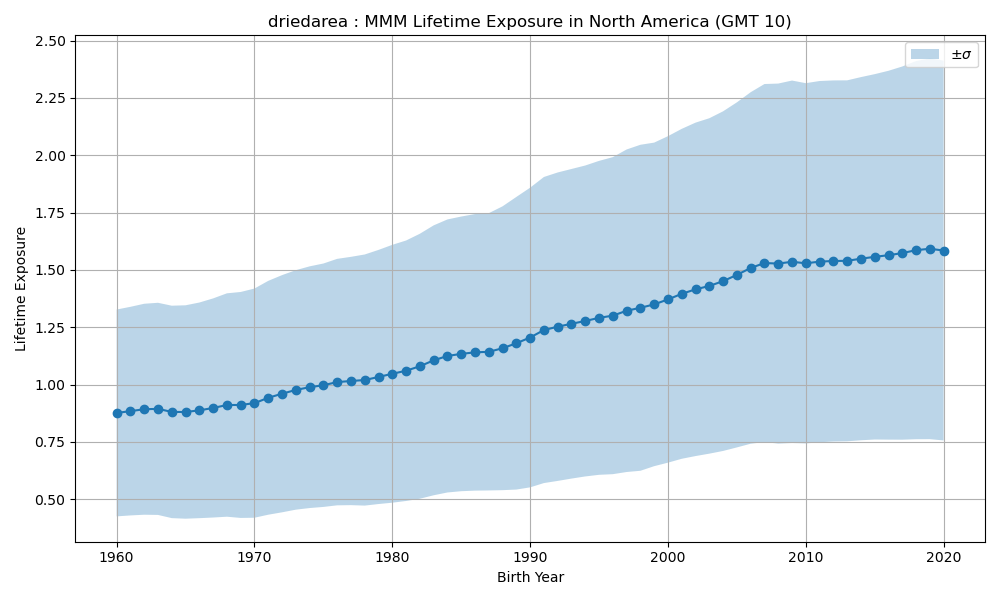 driedarea : MMM Lifetime Exposure in North America (GMT 10)
±σ
2.50
2.25
2.00
1.75
1.50
1.25
1.00
0.75
0.50
Lifetime Exposure
1960 1970 1980 1990 2000 2010 2020
Birth Year